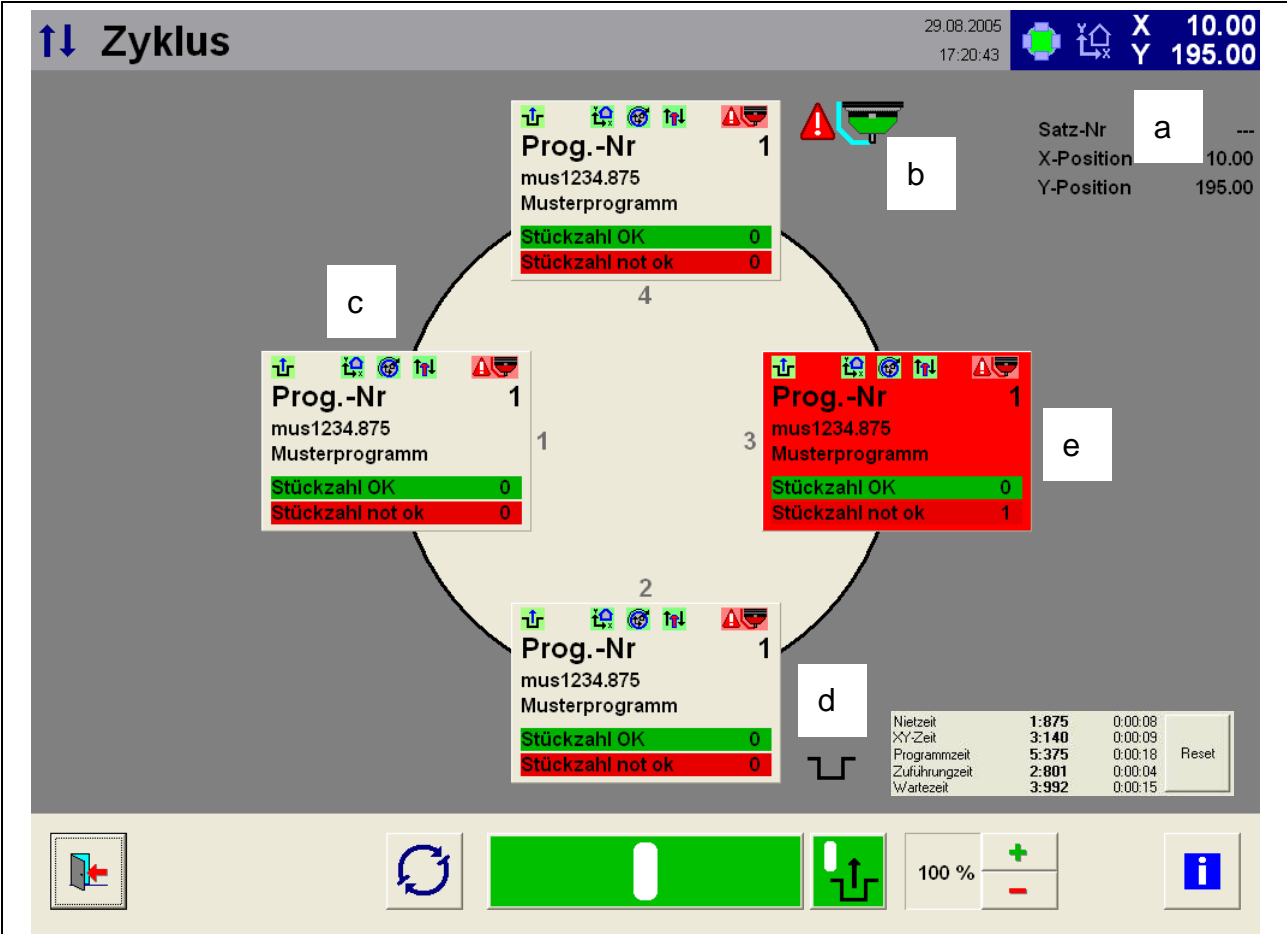 Zyklus
29.08.2005
17:20:43
X 10.00
Y 195.00
Satz-Nr ---
X-Position 10.00
Y-Position 195.00
a
b
Prog.-Nr 1
mus1234.875
Musterprogramm
Stückzahl OK 0
Stückzahl not ok 0
4
c
Prog.-Nr 1
mus1234.875
Musterprogramm
Stückzahl OK 0
Stückzahl not ok 0
1
3
Prog.-Nr 1
mus1234.875
Musterprogramm
Stückzahl OK 0
Stückzahl not ok 1
e
2
Prog.-Nr 1
mus1234.875
Musterprogramm
Stückzahl OK 0
Stückzahl not ok 0
d
Nietzeit 1:875 0:00:08
XY-Zeit 3:140 0:00:09
Programmzeit 5:375 0:00:18
Zuführungzeit 2:801 0:00:04
Wartezeit 3:992 0:00:15
Reset
100 %
+
−
i